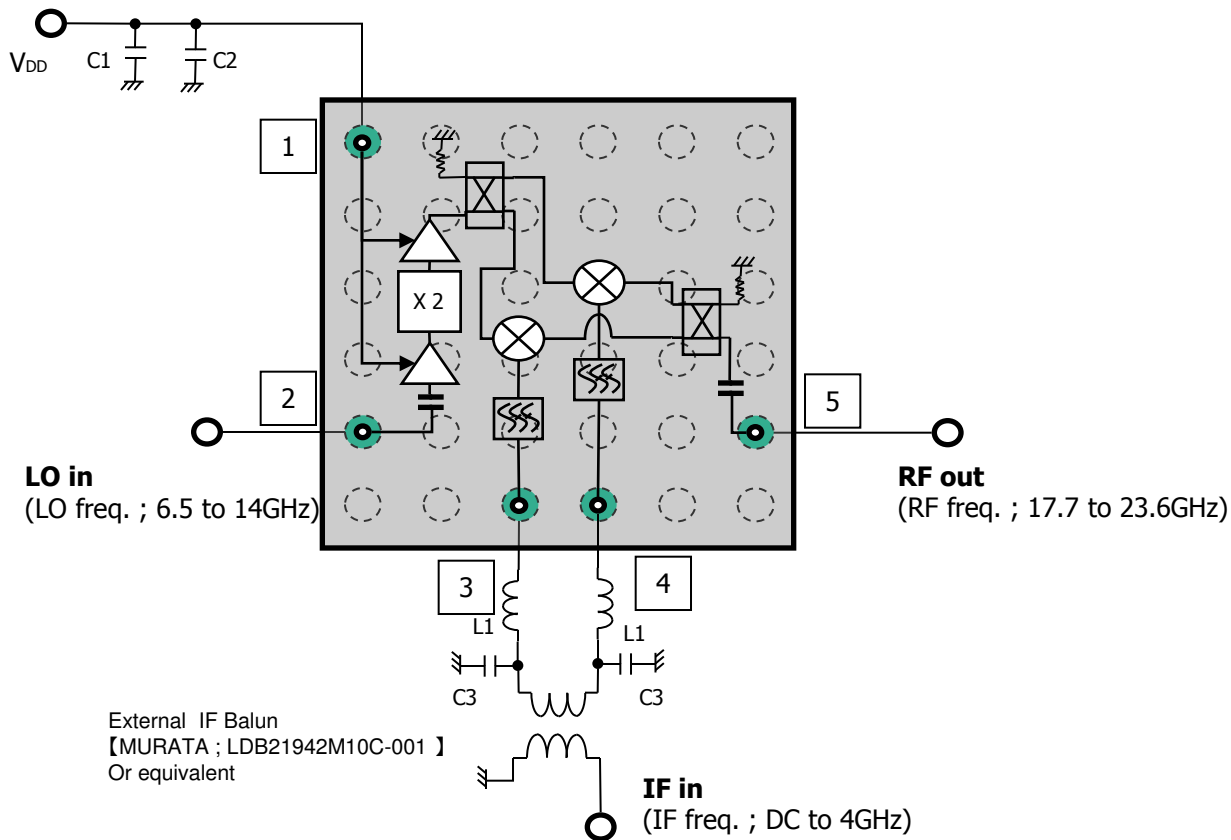 V_DD
C1
C2
1
X 2
2
5
LO in
(LO freq. ; 6.5 to 14GHz)
RF out
(RF freq. ; 17.7 to 23.6GHz)
3
4
L1
L1
C3
C3
External IF Balun
【MURATA ; LDB21942M10C-001 】
Or equivalent
IF in
(IF freq. ; DC to 4GHz)